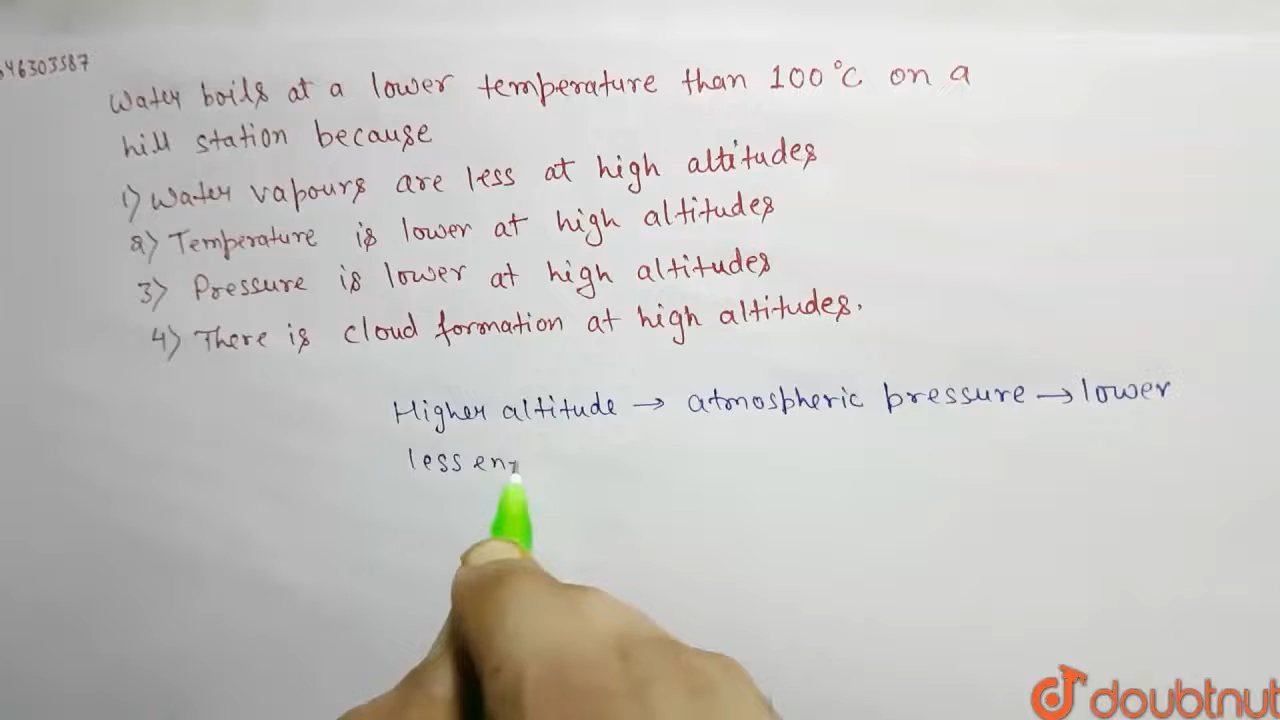 646303587
Water boils at a lower temperature than 100°C on a
hill station because
1) Water vapours are less at high altitudes
2) Temperature is lower at high altitudes
3) Pressure is lower at high altitudes
4) There is cloud formation at high altitudes.
Higher altitude → atmospheric pressure → lower
less en
doubtnut